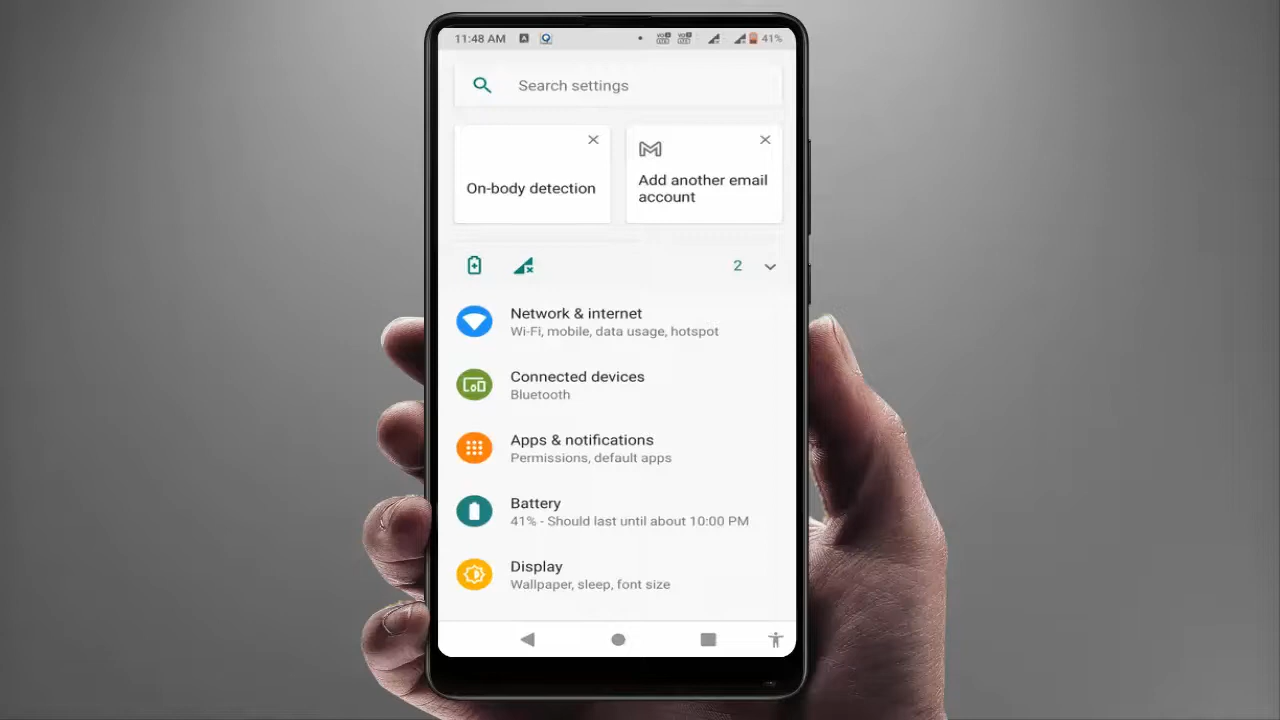 11:48 AM
41%
Search settings
On-body detection
Add another email
account
2
Network & internet
Wi-Fi, mobile, data usage, hotspot
Connected devices
Bluetooth
Apps & notifications
Permissions, default apps
Battery
41% - Should last until about 10:00 PM
Display
Wallpaper, sleep, font size